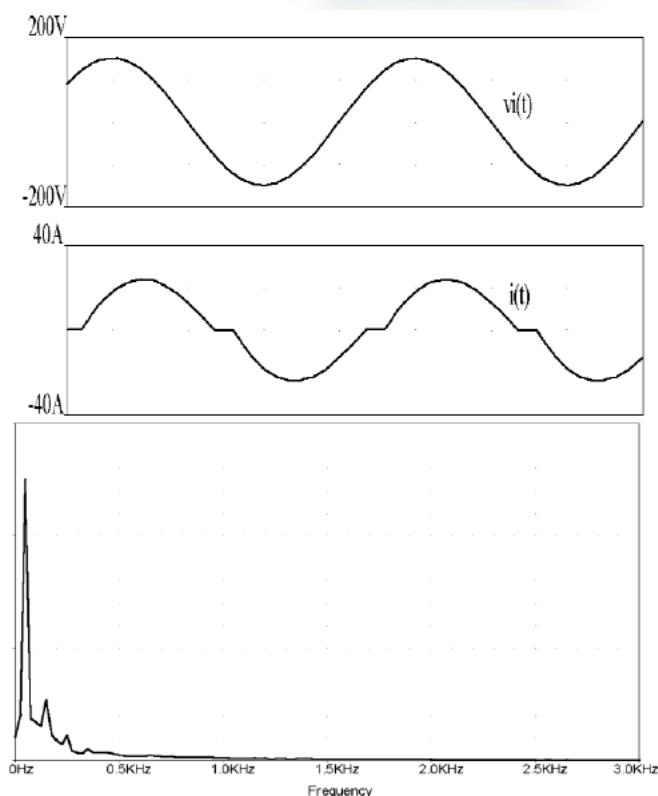 200V
vi(t)
-200V
40A
i(t)
-40A
0Hz 0.5KHz 1.0KHz 1.5KHz 2.0KHz 2.5KHz 3.0KHz
Frequency